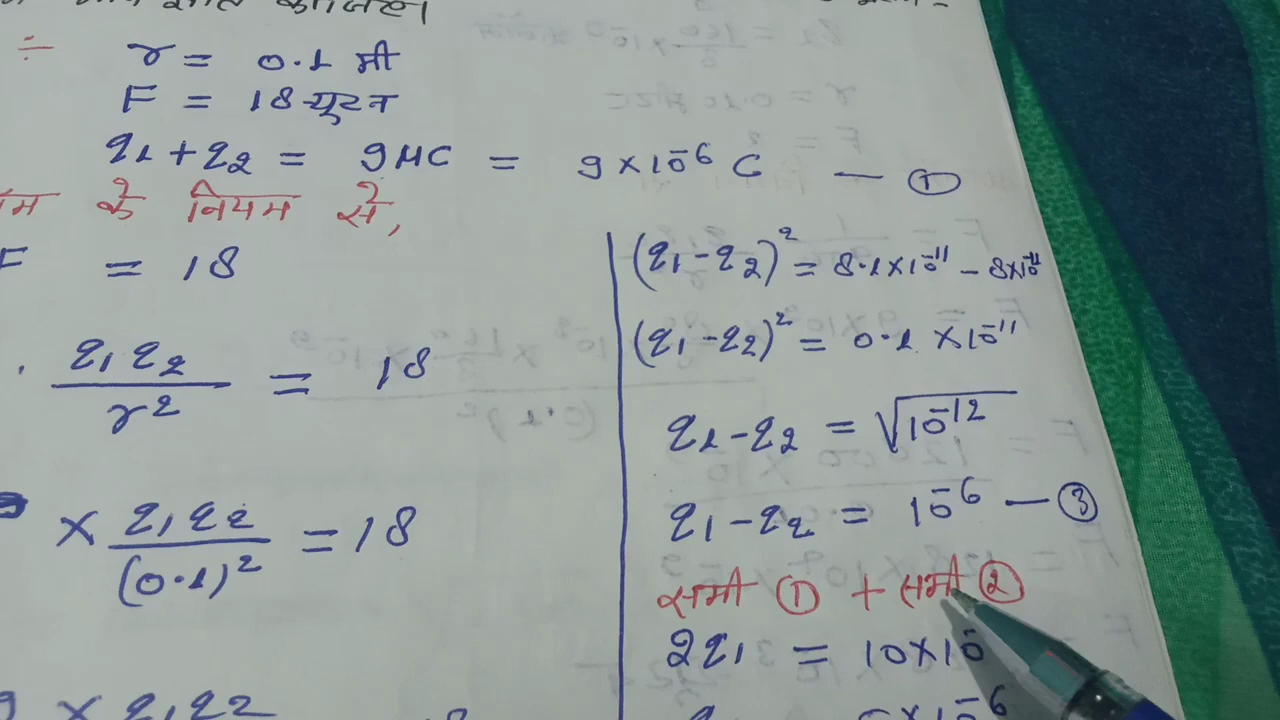 ज्ञात कीजिए।
÷ r = 0.1 मी
F = 18 न्यूटन
q1 + q2 = 9 μC = 9 × 10⁻⁶ C — ①
के नियम से,
F = 18
q1 q2 / r² = 18
× q1 q2 / (0.1)² = 18
× q1 q2
(q1 - q2)² = 8.1 × 10⁻¹¹ - 8 × 10⁻¹¹
(q1 - q2)² = 0.1 × 10⁻¹¹
q1 - q2 = √10⁻¹²
q1 - q2 = 10⁻⁶ — ③
समी ① + समी ②
2q1 = 10 × 10⁻